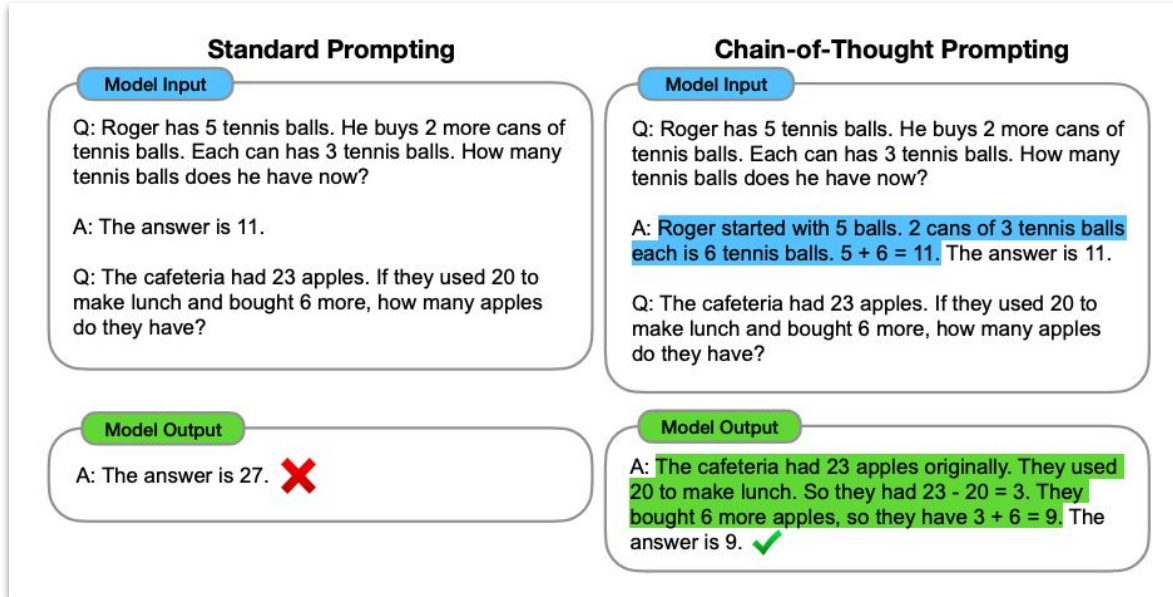 Standard Prompting
Model Input
Q: Roger has 5 tennis balls. He buys 2 more cans of
tennis balls. Each can has 3 tennis balls. How many
tennis balls does he have now?
A: The answer is 11.
Q: The cafeteria had 23 apples. If they used 20 to
make lunch and bought 6 more, how many apples
do they have?
Model Output
A: The answer is 27.
Chain-of-Thought Prompting
Model Input
Q: Roger has 5 tennis balls. He buys 2 more cans of
tennis balls. Each can has 3 tennis balls. How many
tennis balls does he have now?
A: Roger started with 5 balls. 2 cans of 3 tennis balls
each is 6 tennis balls. 5 + 6 = 11. The answer is 11.
Q: The cafeteria had 23 apples. If they used 20 to
make lunch and bought 6 more, how many apples
do they have?
Model Output
A: The cafeteria had 23 apples originally. They used
20 to make lunch. So they had 23 - 20 = 3. They
bought 6 more apples, so they have 3 + 6 = 9. The
answer is 9.